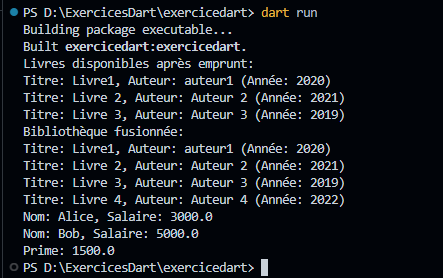 PS D:\ExercicesDart\exercicedart> dart run
Building package executable...
Built exercicedart:exercicedart.
Livres disponibles après emprunt:
Titre: Livre1, Auteur: auteur1 (Année: 2020)
Titre: Livre 2, Auteur: Auteur 2 (Année: 2021)
Titre: Livre 3, Auteur: Auteur 3 (Année: 2019)
Bibliothèque fusionnée:
Titre: Livre1, Auteur: auteur1 (Année: 2020)
Titre: Livre 2, Auteur: Auteur 2 (Année: 2021)
Titre: Livre 3, Auteur: Auteur 3 (Année: 2019)
Titre: Livre 4, Auteur: Auteur 4 (Année: 2022)
Nom: Alice, Salaire: 3000.0
Nom: Bob, Salaire: 5000.0
Prime: 1500.0
PS D:\ExercicesDart\exercicedart>